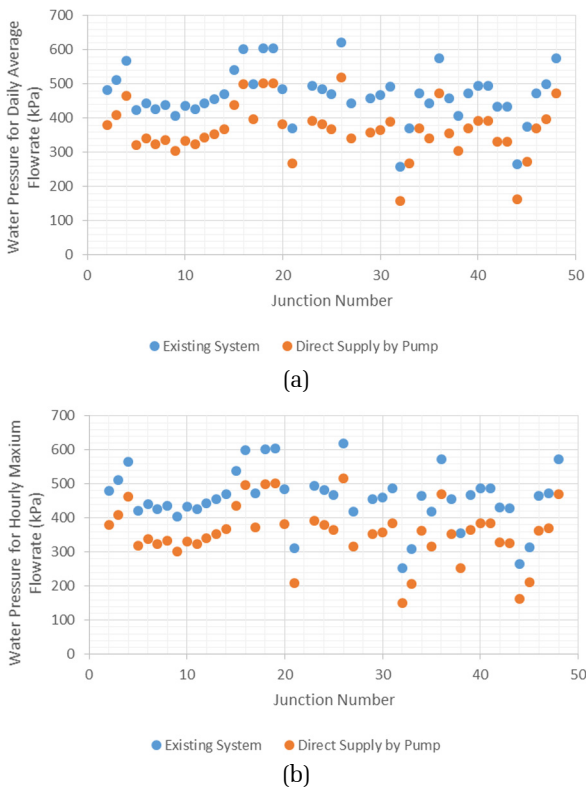 700
600
500
400
300
200
100
0
Water Pressure for Daily Average
Flowrate (kPa)
0 10 20 30 40 50
Junction Number
Existing System Direct Supply by Pump
(a)
700
600
500
400
300
200
100
0
Water Pressure for Hourly Maxium
Flowrate (kPa)
0 10 20 30 40 50
Junction Number
Existing System Direct Supply by Pump
(b)